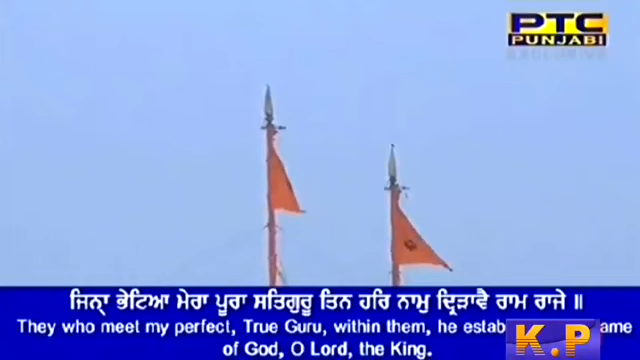 PTC
PUNJABI
EXCLUSIVE
ਜਿਨ੍ਹਾ ਭੇਟਿਆ ਮੇਰਾ ਪੂਰਾ ਸਤਿਗੁਰੂ ਤਿਨ ਹਰਿ ਨਾਮੁ ਦ੍ਰਿੜਾਵੈ ਰਾਮ ਰਾਜੇ ॥
They who meet my perfect, True Guru, within them, he
of God, O Lord, the King.
K.P